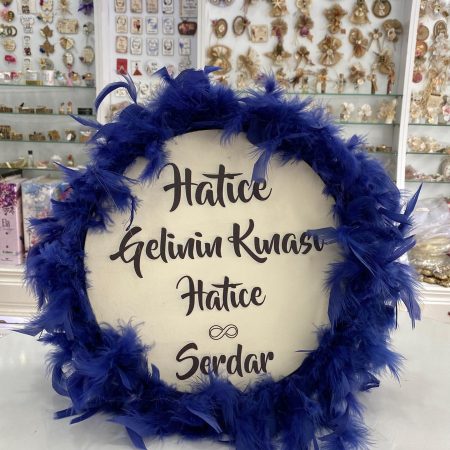 Hatice
Gelinin Kınası
Hatice
∞
Serdar